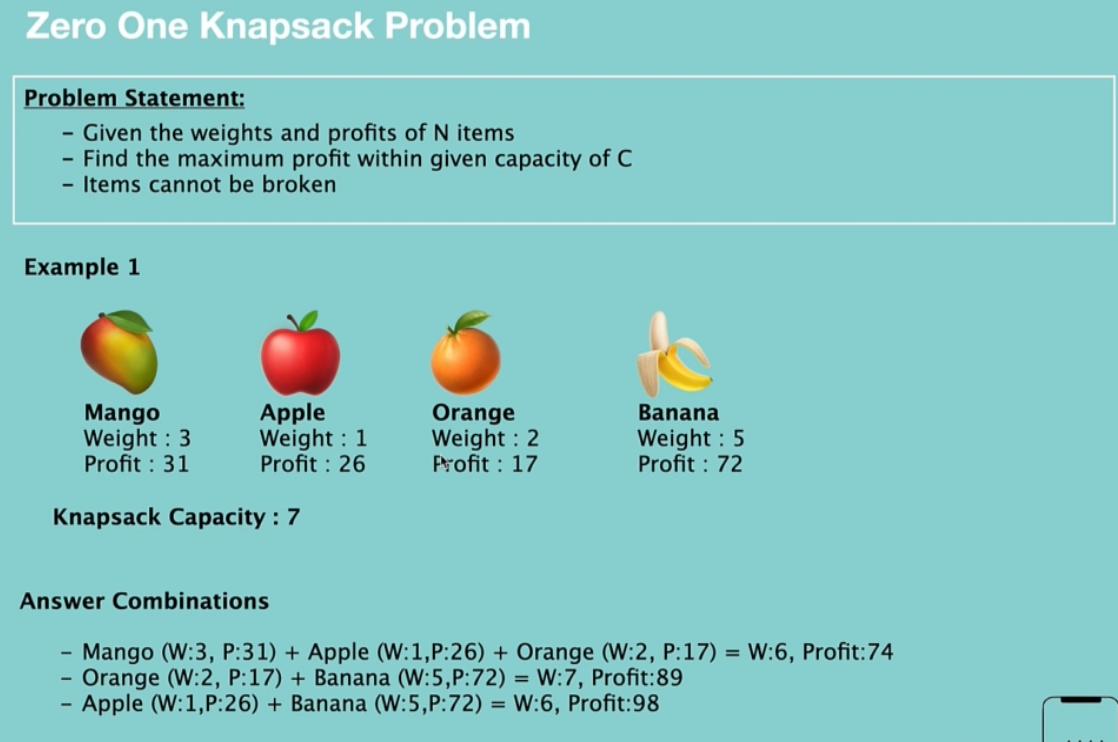 Zero One Knapsack Problem
Problem Statement:
– Given the weights and profits of N items
– Find the maximum profit within given capacity of C
– Items cannot be broken
Example 1
Mango
Weight : 3
Profit : 31
Apple
Weight : 1
Profit : 26
Orange
Weight : 2
Profit : 17
Banana
Weight : 5
Profit : 72
Knapsack Capacity : 7
Answer Combinations
– Mango (W:3, P:31) + Apple (W:1,P:26) + Orange (W:2, P:17) = W:6, Profit:74
– Orange (W:2, P:17) + Banana (W:5,P:72) = W:7, Profit:89
– Apple (W:1,P:26) + Banana (W:5,P:72) = W:6, Profit:98